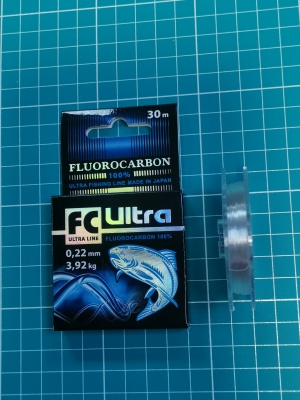 30m
FLUOROCARBON
100%
ULTRA FISHING LINE MADE IN JAPAN
FC Ultra
ULTRA LINE
FLUOROCARBON 100%
0,22 mm
3,92 kg